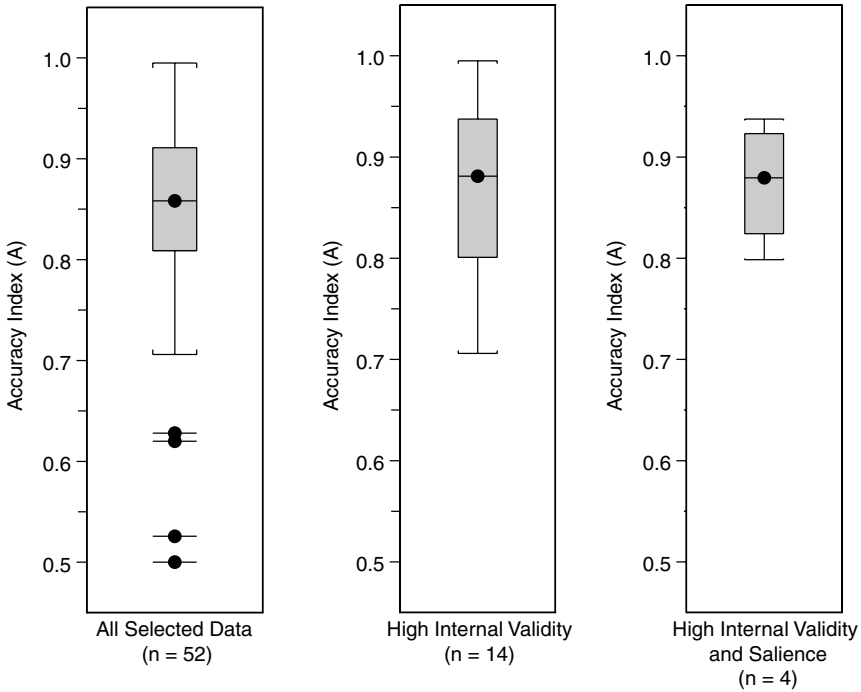 Accuracy Index (A)
1.0
0.9
0.8
0.7
0.6
0.5
All Selected Data
(n = 52)
Accuracy Index (A)
1.0
0.9
0.8
0.7
0.6
0.5
High Internal Validity
(n = 14)
Accuracy Index (A)
1.0
0.9
0.8
0.7
0.6
0.5
High Internal Validity
and Salience
(n = 4)